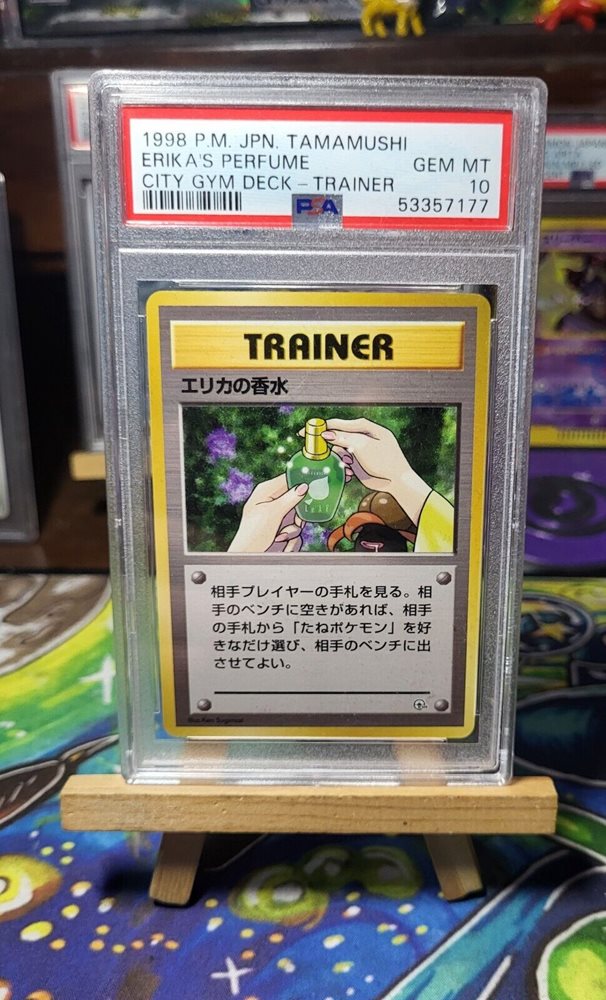 1998 P.M. JPN. TAMAMUSHI
ERIKA'S PERFUME GEM MT
CITY GYM DECK – TRAINER 10
PSA 53357177
TRAINER
エリカの香水
相手プレイヤーの手札を見る。相
手のベンチに空きがあれば、相手
の手札から「たねポケモン」を好
きなだけ選び、相手のベンチに出
させてよい。
Illus. Ken Sugimori